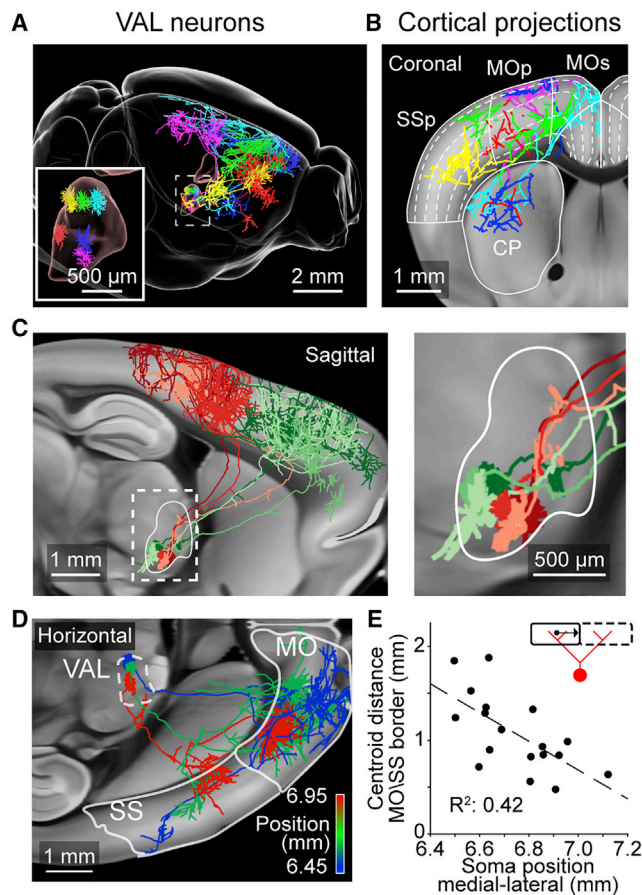 A VAL neurons
500 µm
2 mm
B Cortical projections
Coronal
MOp
MOs
SSp
CP
1 mm
C
Sagittal
1 mm
500 µm
D
Horizontal
VAL
MO
SS
6.95
Position
(mm)
6.45
1 mm
E
Centroid distance
MO\SS border (mm)
2
1
0
R²: 0.42
6.4 6.6 6.8 7.0 7.2
Soma position
medial-lateral (mm)